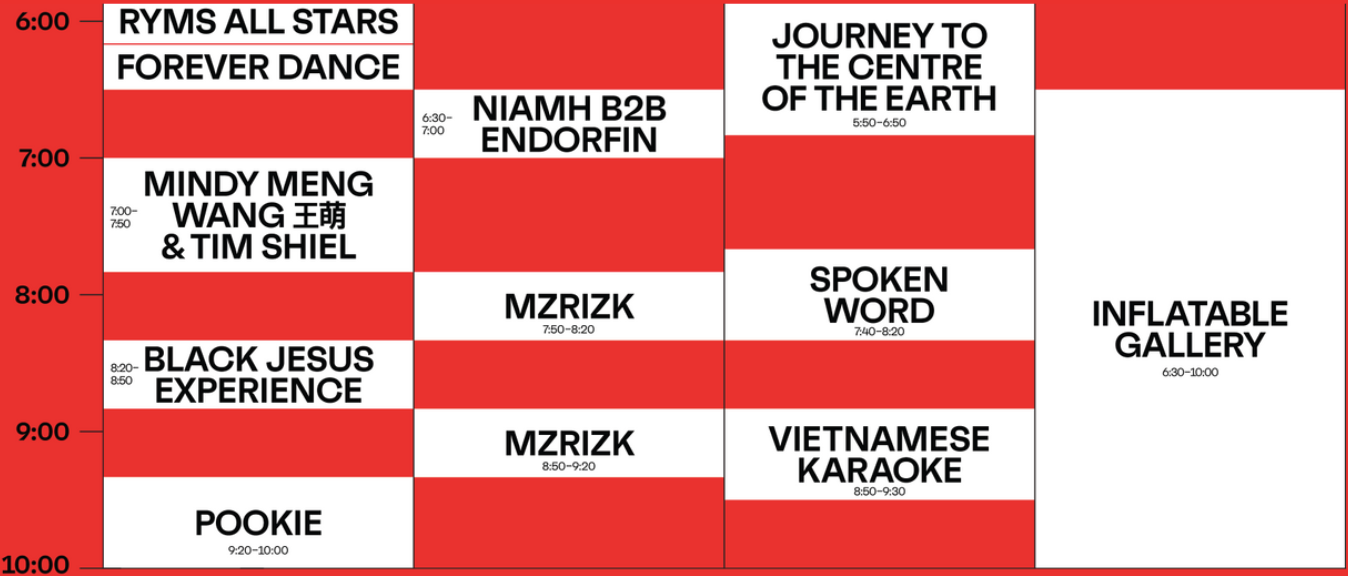 6:00
RYMS ALL STARS
FOREVER DANCE
7:00
7:00–
7:50
MINDY MENG
WANG 王萌
& TIM SHIEL
8:00
8:20–
8:50
BLACK JESUS
EXPERIENCE
9:00
POOKIE
9:20–10:00
10:00
6:30–
7:00
NIAMH B2B
ENDORFIN
MZRIZK
7:50–8:20
MZRIZK
8:50–9:20
JOURNEY TO
THE CENTRE
OF THE EARTH
5:50–6:50
SPOKEN
WORD
7:40–8:20
VIETNAMESE
KARAOKE
8:50–9:30
INFLATABLE
GALLERY
6:30–10:00